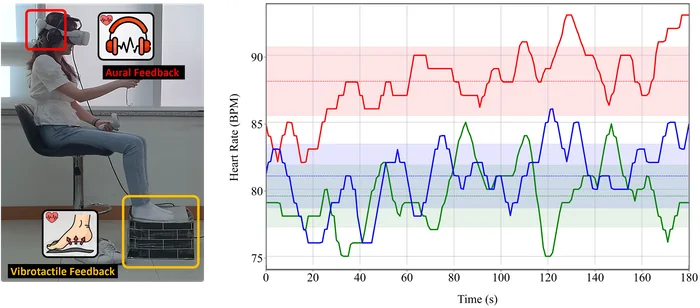 Aural Feedback
Vibrotactile Feedback
Heart Rate (BPM)
90
85
80
75
0 20 40 60 80 100 120 140 160 180
Time (s)